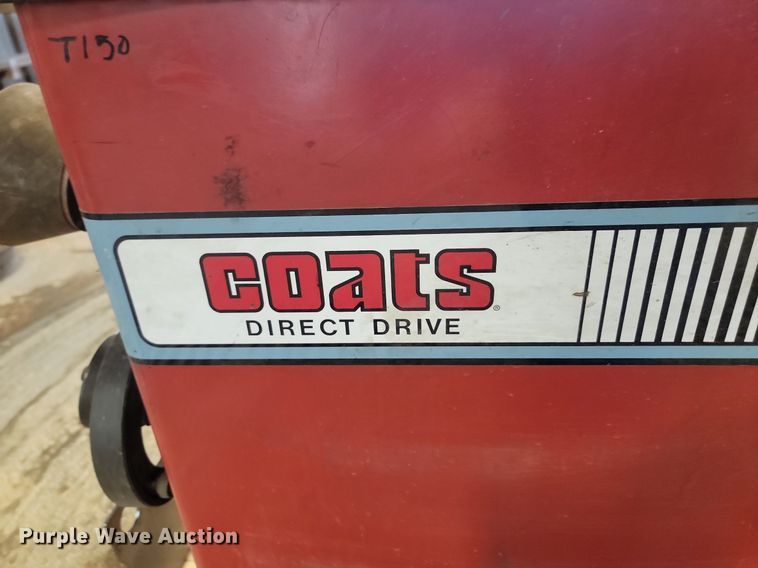 T150
coats®
DIRECT DRIVE
Purple Wave Auction